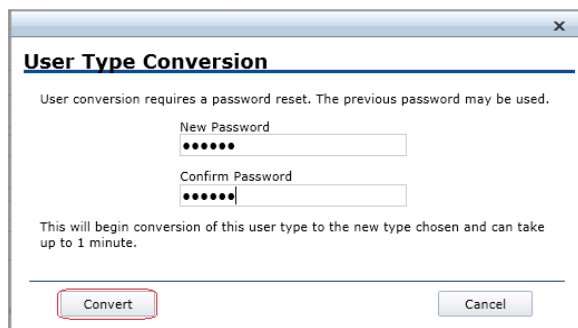 User Type Conversion
User conversion requires a password reset. The previous password may be used.
New Password
●●●●●●
Confirm Password
●●●●●●
This will begin conversion of this user type to the new type chosen and can take
up to 1 minute.
Convert
Cancel